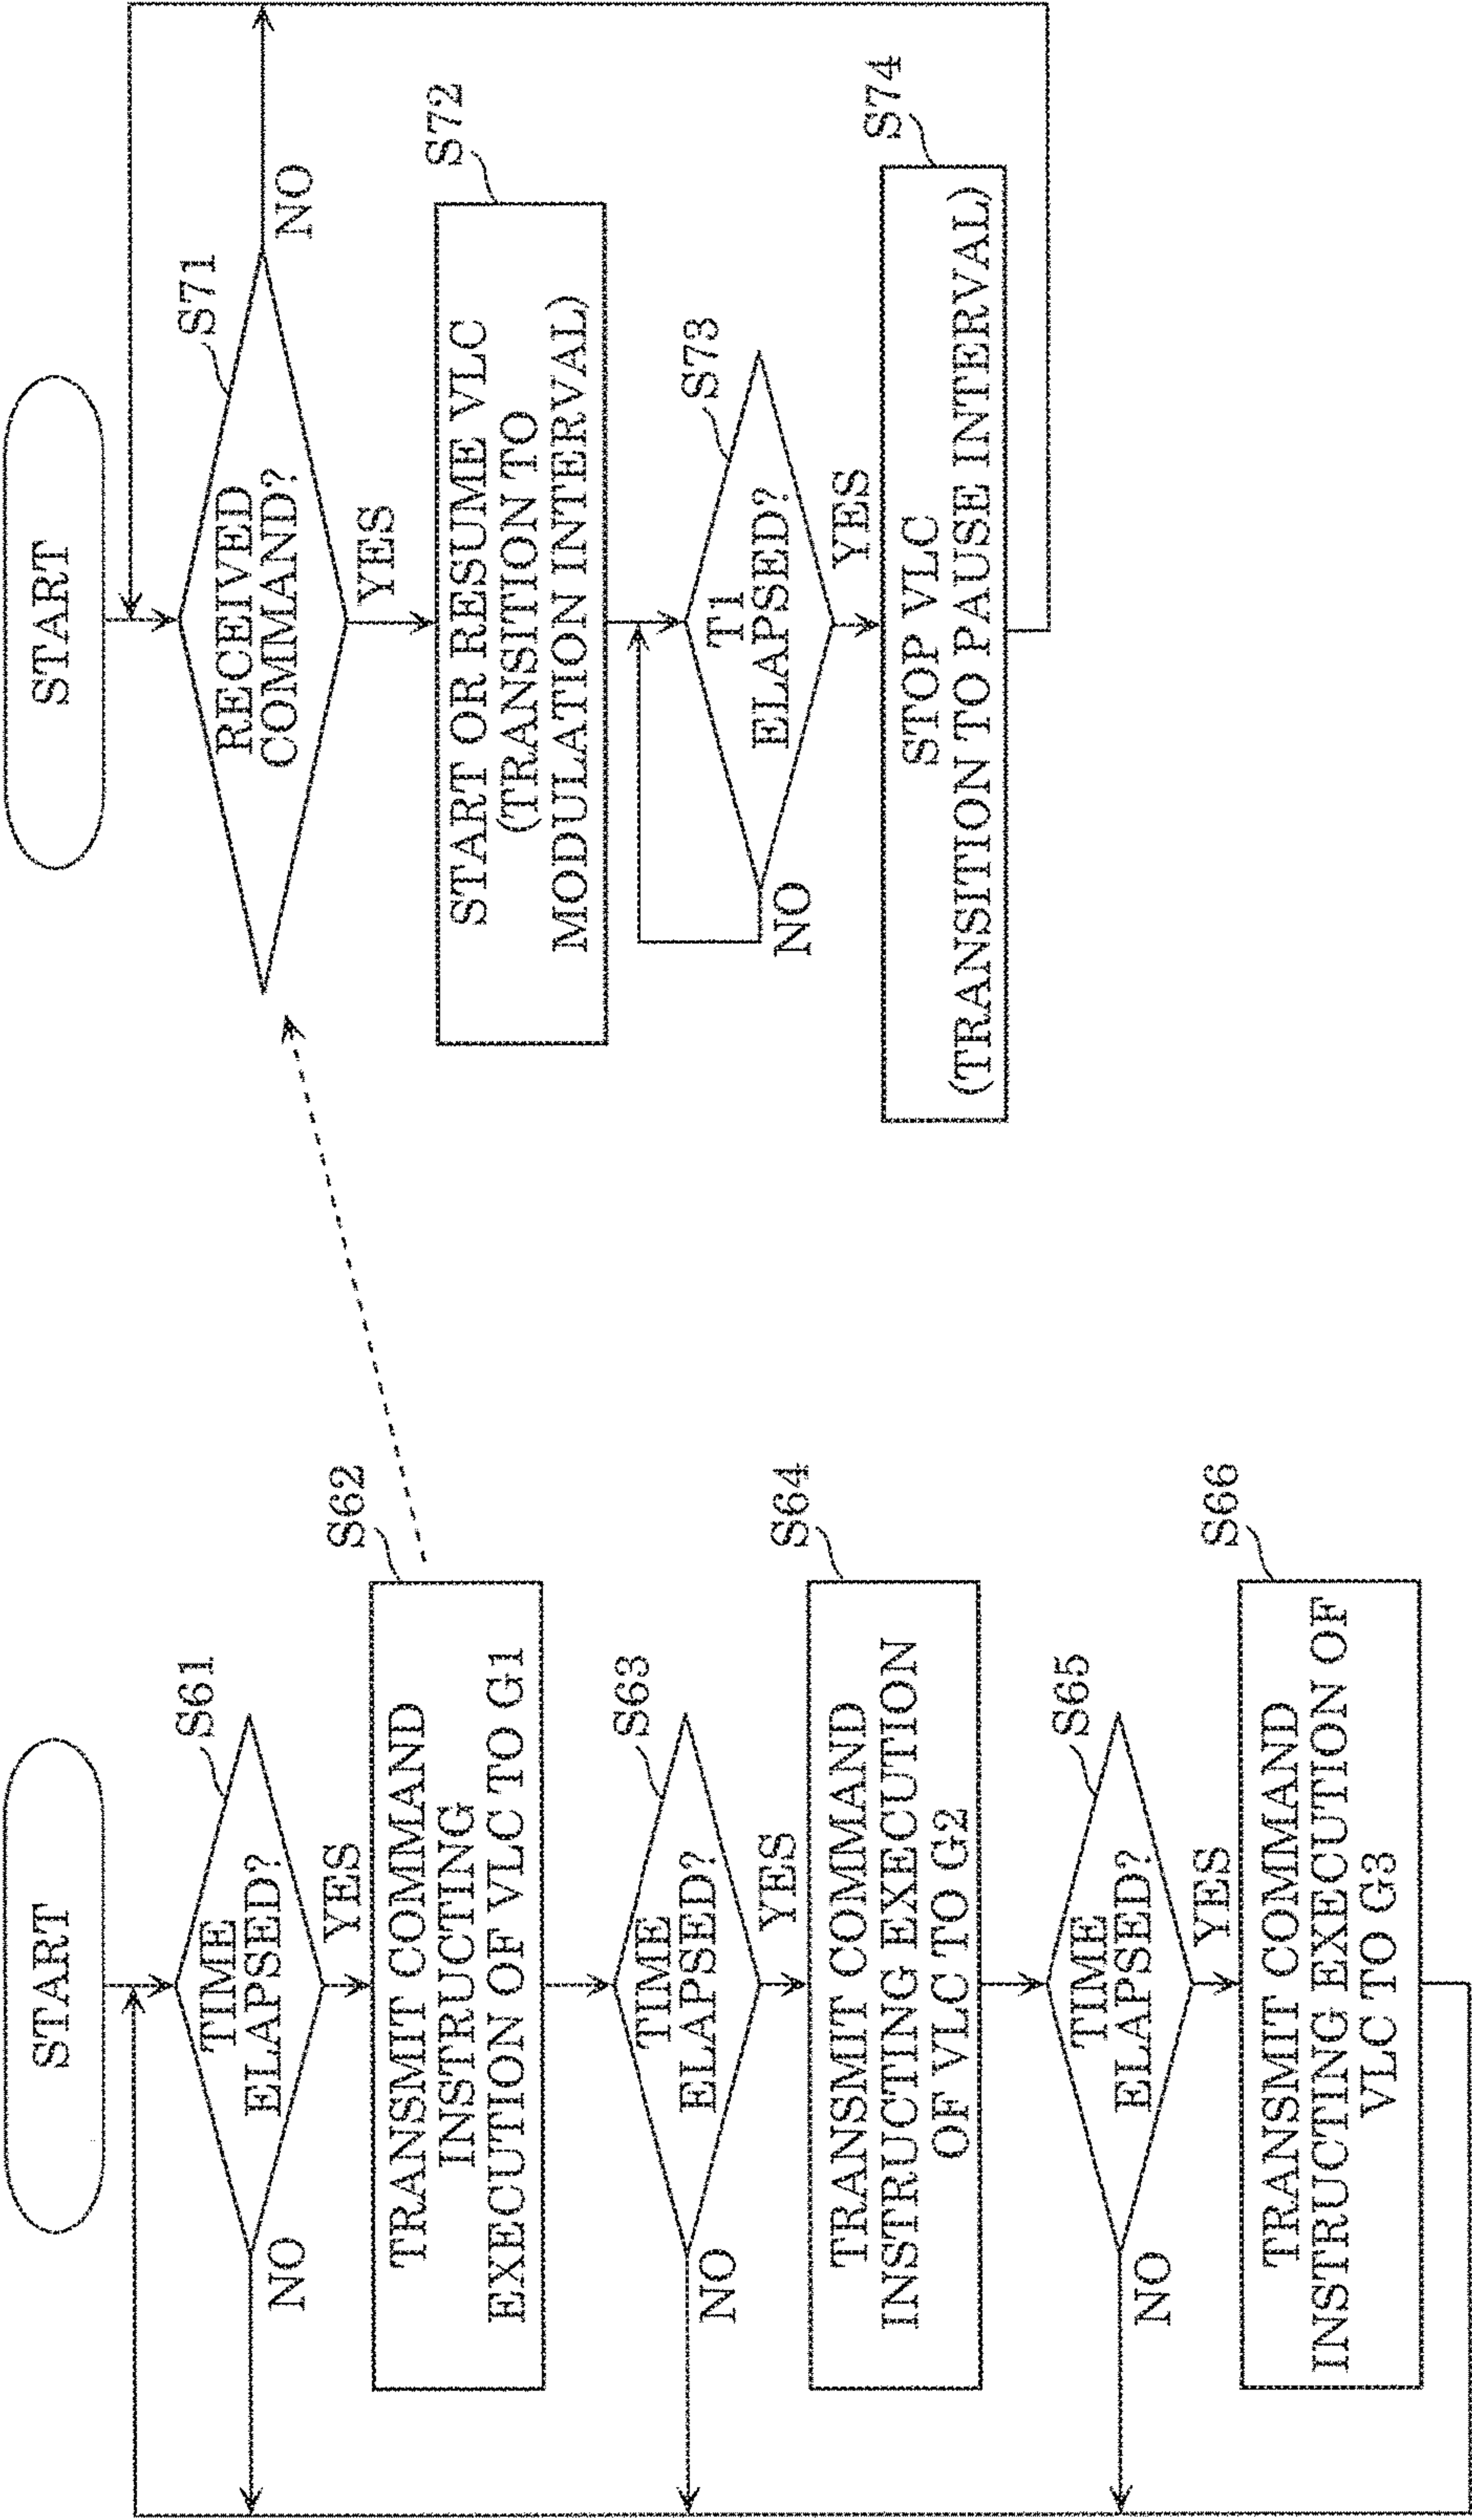 START
S61
TIME
ELAPSED?
NO
YES
S62
TRANSMIT COMMAND
INSTRUCTING
EXECUTION OF VLC TO G1
S63
TIME
ELAPSED?
NO
YES
S64
TRANSMIT COMMAND
INSTRUCTING EXECUTION
OF VLC TO G2
S65
TIME
ELAPSED?
NO
YES
S66
TRANSMIT COMMAND
INSTRUCTING EXECUTION OF
VLC TO G3
START
S71
RECEIVED
COMMAND?
NO
YES
S72
START OR RESUME VLC
(TRANSITION TO
MODULATION INTERVAL)
S73
T1
ELAPSED?
NO
YES
S74
STOP VLC
(TRANSITION TO PAUSE INTERVAL)